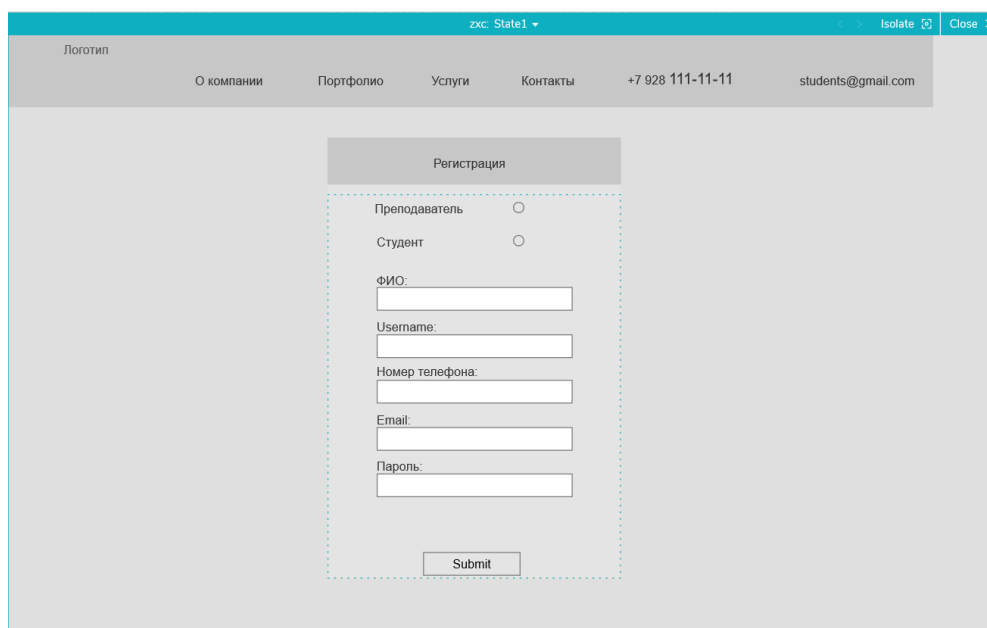 zxc: State1
Isolate
Close
Логотип
О компании Портфолио Услуги Контакты +7 928 111-11-11 students@gmail.com
Регистрация
Преподаватель
Студент
ФИО:
Username:
Номер телефона:
Email:
Пароль:
Submit